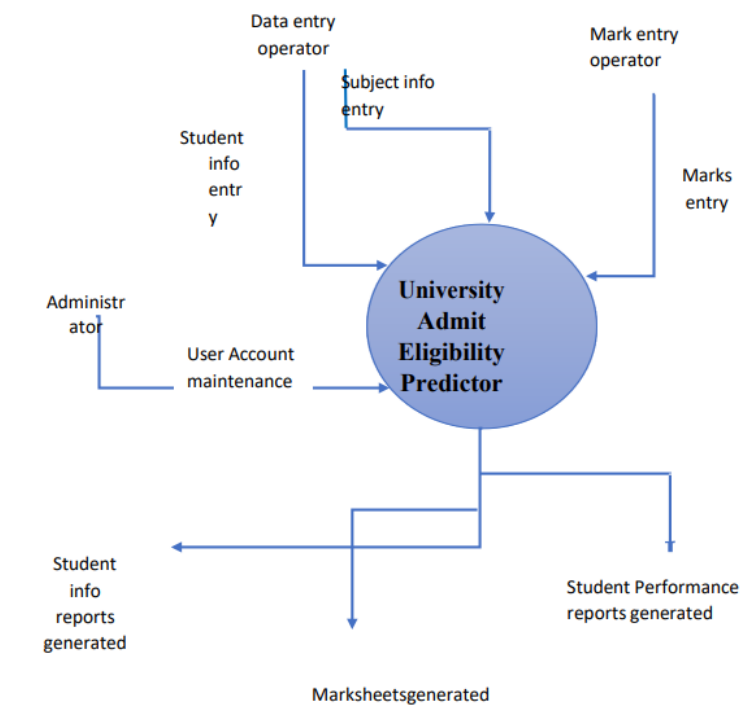 Data entry
operator
Mark entry
operator
Subject info
entry
Student
info
entr
y
Marks
entry
University
Admit
Eligibility
Predictor
Administr
ator
User Account
maintenance
Student
info
reports
generated
Student Performance
reports generated
Marksheetsgenerated